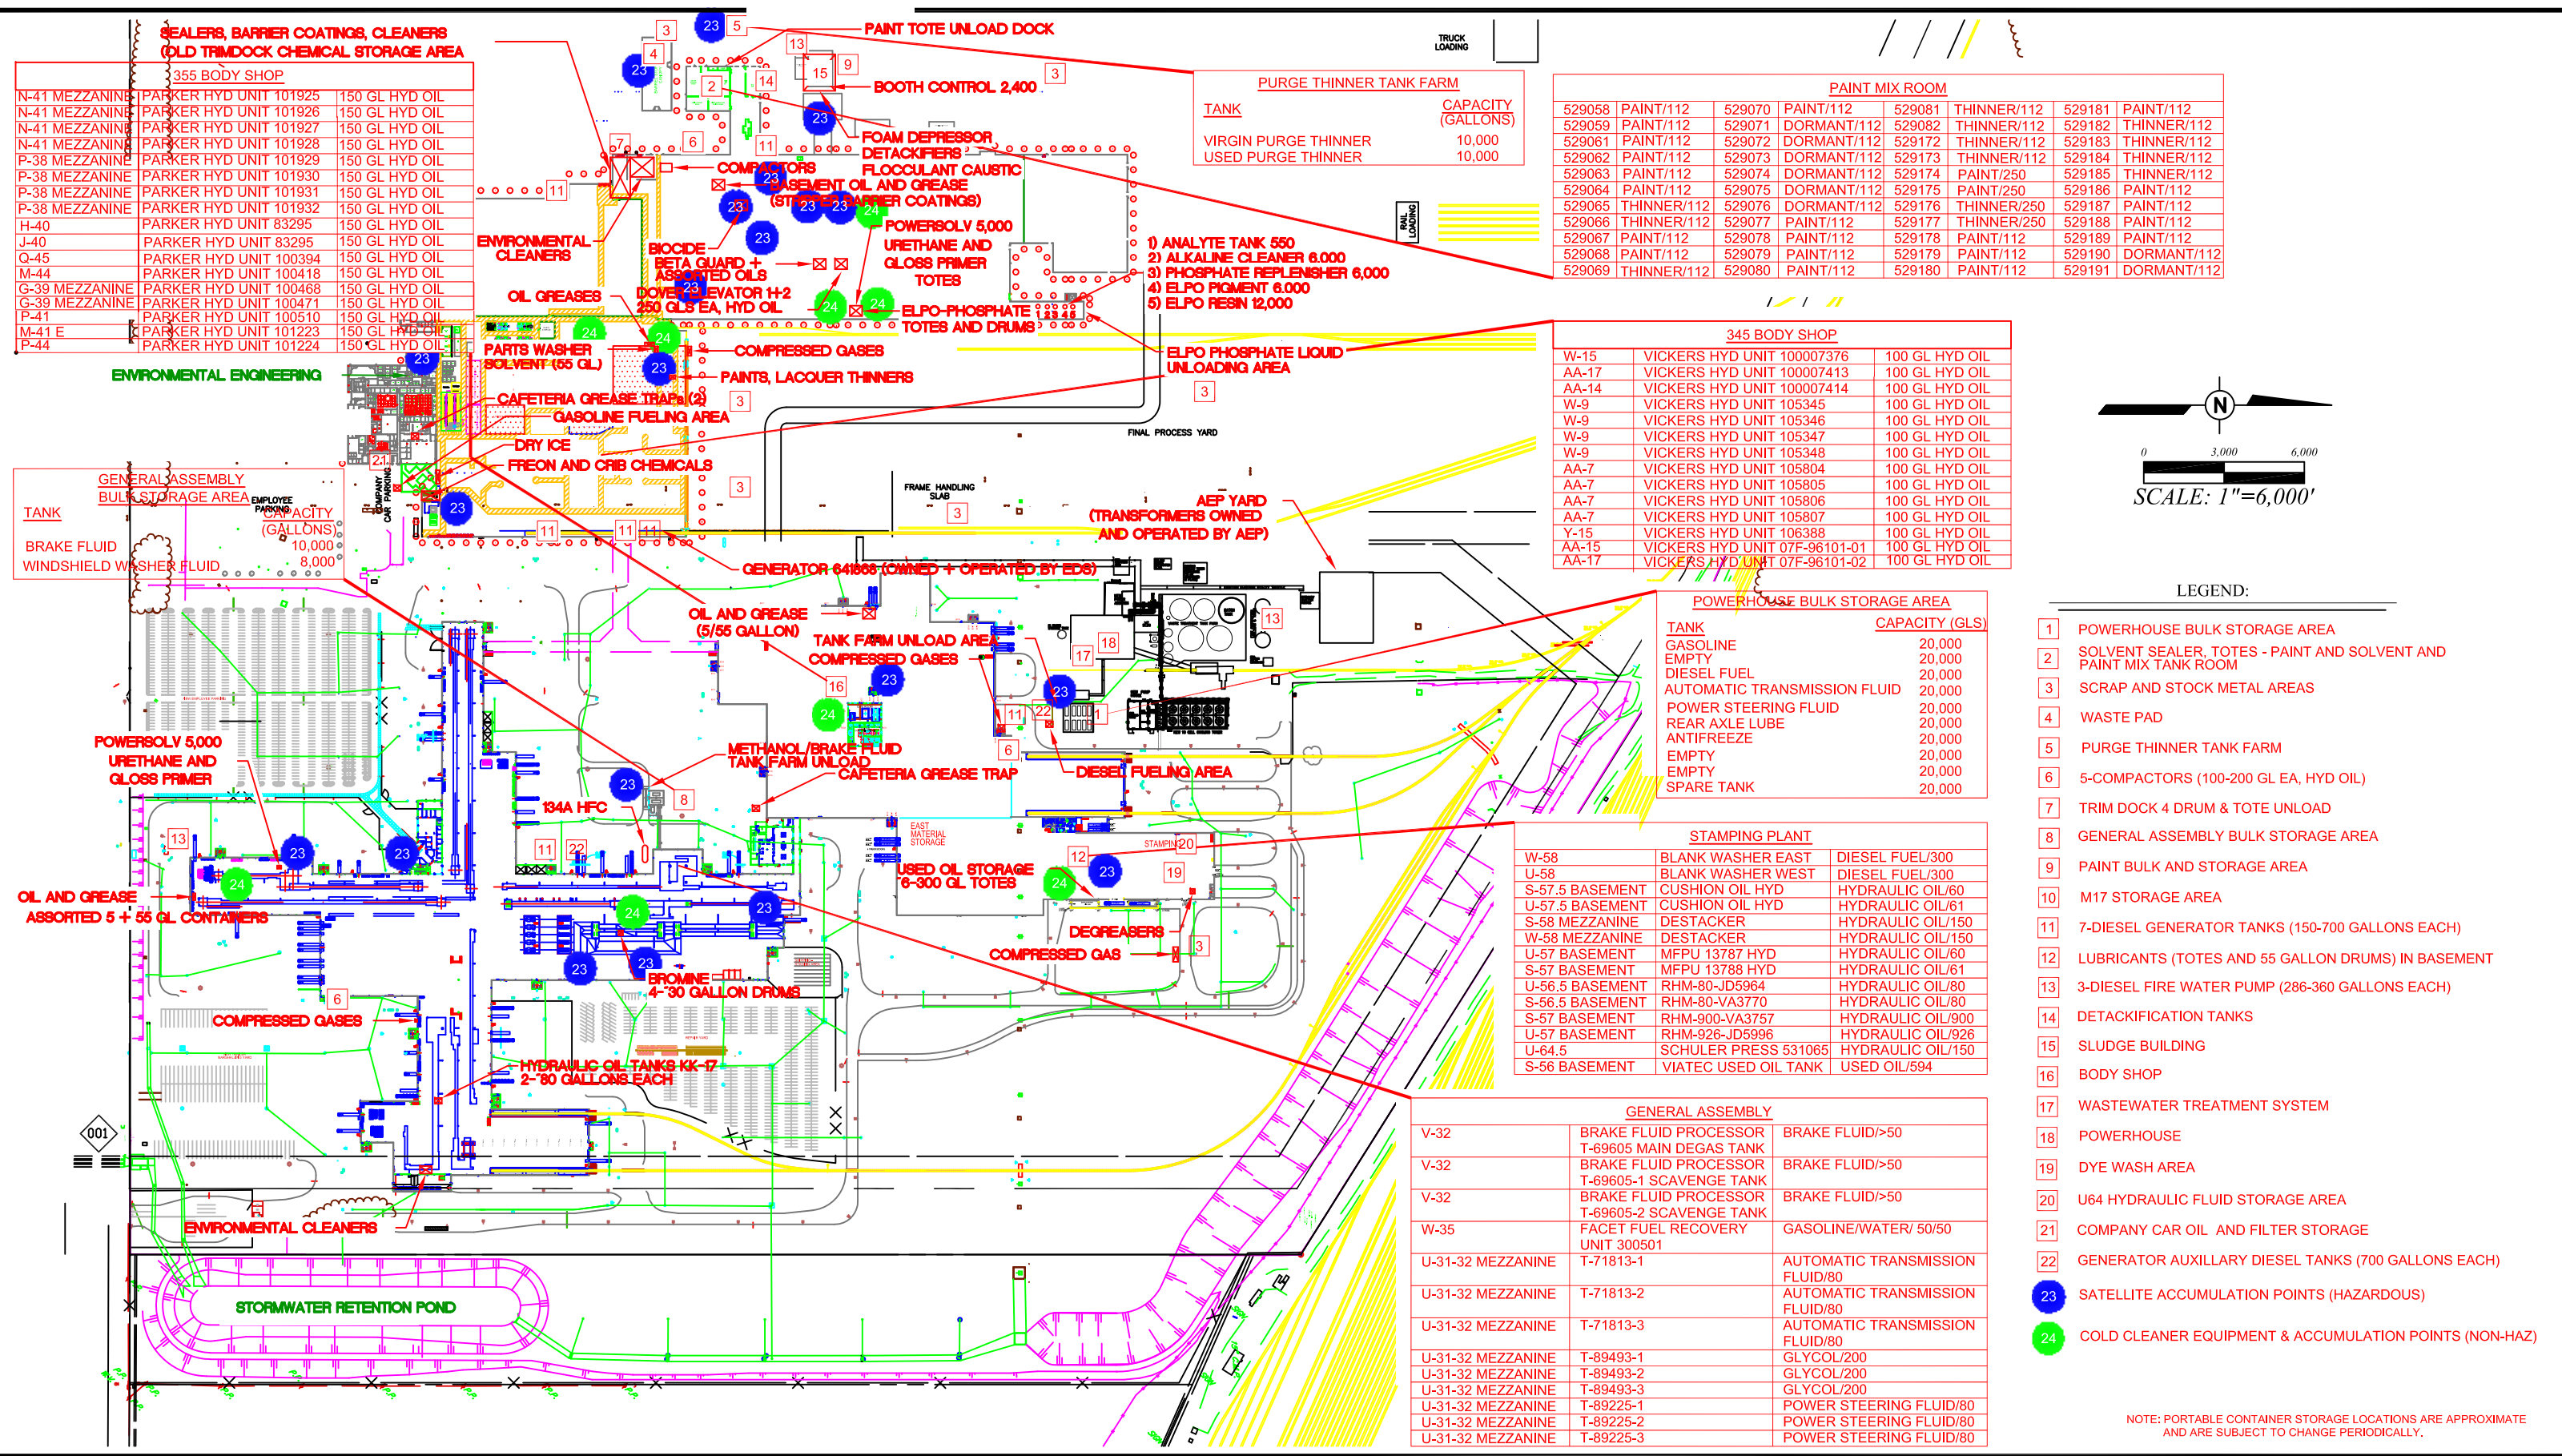 SEALERS, BARRIER COATINGS, CLEANERS
(OLD TRIMDOCK CHEMICAL STORAGE AREA
355 BODY SHOP
N-41 MEZZANINE PARKER HYD UNIT 101925 150 GL HYD OIL
N-41 MEZZANINE PARKER HYD UNIT 101926 150 GL HYD OIL
N-41 MEZZANINE PARKER HYD UNIT 101927 150 GL HYD OIL
N-41 MEZZANINE PARKER HYD UNIT 101928 150 GL HYD OIL
P-38 MEZZANINE PARKER HYD UNIT 101929 150 GL HYD OIL
P-38 MEZZANINE PARKER HYD UNIT 101930 150 GL HYD OIL
P-38 MEZZANINE PARKER HYD UNIT 101931 150 GL HYD OIL
P-38 MEZZANINE PARKER HYD UNIT 101932 150 GL HYD OIL
H-40 PARKER HYD UNIT 83295 150 GL HYD OIL
J-40 PARKER HYD UNIT 83295 150 GL HYD OIL
Q-45 PARKER HYD UNIT 100394 150 GL HYD OIL
M-44 PARKER HYD UNIT 100418 150 GL HYD OIL
G-39 MEZZANINE PARKER HYD UNIT 100468 150 GL HYD OIL
G-39 MEZZANINE PARKER HYD UNIT 100471 150 GL HYD OIL
P-41 PARKER HYD UNIT 100510 150 GL HYD OIL
M-41 E PARKER HYD UNIT 101223 150 GL HYD OIL
P-44 PARKER HYD UNIT 101224 150 GL HYD OIL
PAINT TOTE UNLOAD DOCK
BOOTH CONTROL 2,400
FOAM DEPRESSOR
DETACKIFIERS
FLOCCULANT CAUSTIC
COMPACTORS
BASEMENT OIL AND GREASE
(STRIPPER BARRIER COATINGS)
POWERSOLV 5,000
URETHANE AND
GLOSS PRIMER
TOTES
ENVIRONMENTAL
CLEANERS
BIOCIDE
BETA GUARD +
ASSORTED OILS
OIL GREASES
DOVER ELEVATOR 1+2
250 GLS EA, HYD OIL
ELPO-PHOSPHATE
TOTES AND DRUMS
1) ANALYTE TANK 550
2) ALKALINE CLEANER 6.000
3) PHOSPHATE REPLENISHER 6,000
4) ELPO PIGMENT 6.000
5) ELPO RESIN 12,000
1 2 3 4 5
ELPO PHOSPHATE LIQUID
UNLOADING AREA
TRUCK
LOADING
RAIL
LOADING
PURGE THINNER TANK FARM
TANK CAPACITY
(GALLONS)
VIRGIN PURGE THINNER 10,000
USED PURGE THINNER 10,000
PAINT MIX ROOM
529058 PAINT/112 529070 PAINT/112 529081 THINNER/112 529181 PAINT/112
529059 PAINT/112 529071 DORMANT/112 529082 THINNER/112 529182 THINNER/112
529061 PAINT/112 529072 DORMANT/112 529172 THINNER/112 529183 THINNER/112
529062 PAINT/112 529073 DORMANT/112 529173 THINNER/112 529184 THINNER/112
529063 PAINT/112 529074 DORMANT/112 529174 PAINT/250 529185 THINNER/112
529064 PAINT/112 529075 DORMANT/112 529175 PAINT/250 529186 PAINT/112
529065 THINNER/112 529076 DORMANT/112 529176 THINNER/250 529187 PAINT/112
529066 THINNER/112 529077 PAINT/112 529177 THINNER/250 529188 PAINT/112
529067 PAINT/112 529078 PAINT/112 529178 PAINT/112 529189 PAINT/112
529068 PAINT/112 529079 PAINT/112 529179 PAINT/112 529190 DORMANT/112
529069 THINNER/112 529080 PAINT/112 529180 PAINT/112 529191 DORMANT/112
345 BODY SHOP
W-15 VICKERS HYD UNIT 100007376 100 GL HYD OIL
AA-17 VICKERS HYD UNIT 100007413 100 GL HYD OIL
AA-14 VICKERS HYD UNIT 100007414 100 GL HYD OIL
W-9 VICKERS HYD UNIT 105345 100 GL HYD OIL
W-9 VICKERS HYD UNIT 105346 100 GL HYD OIL
W-9 VICKERS HYD UNIT 105347 100 GL HYD OIL
W-9 VICKERS HYD UNIT 105348 100 GL HYD OIL
AA-7 VICKERS HYD UNIT 105804 100 GL HYD OIL
AA-7 VICKERS HYD UNIT 105805 100 GL HYD OIL
AA-7 VICKERS HYD UNIT 105806 100 GL HYD OIL
AA-7 VICKERS HYD UNIT 105807 100 GL HYD OIL
Y-15 VICKERS HYD UNIT 106388 100 GL HYD OIL
AA-15 VICKERS HYD UNIT 07F-96101-01 100 GL HYD OIL
AA-17 VICKERS HYD UNIT 07F-96101-02 100 GL HYD OIL
N
0 3,000 6,000
SCALE: 1"=6,000'
ENVIRONMENTAL ENGINEERING
PARTS WASHER
SOLVENT (55 GL)
COMPRESSED GASES
PAINTS, LACQUER THINNERS
CAFETERIA GREASE TRAPs (2)
GASOLINE FUELING AREA
DRY ICE
FREON AND CRIB CHEMICALS
FINAL PROCESS YARD
FRAME HANDLING
SLAB
AEP YARD
(TRANSFORMERS OWNED
AND OPERATED BY AEP)
GENERAL ASSEMBLY
BULK STORAGE AREA
TANK CAPACITY
(GALLONS)
BRAKE FLUID 10,000
WINDSHIELD WASHER FLUID 8,000
EMPLOYEE
PARKING
COMPANY
CAR PARKING
GENERATOR 641668 (OWNED + OPERATED BY EDS)
OIL AND GREASE
(5/55 GALLON)
TANK FARM UNLOAD AREA
COMPRESSED GASES
METHANOL/BRAKE FLUID
TANK FARM UNLOAD
CAFETERIA GREASE TRAP
DIESEL FUELING AREA
134A HFC
POWERSOLV 5,000
URETHANE AND
GLOSS PRIMER
EAST
MATERIAL
STORAGE
STAMPING
USED OIL STORAGE
6-300 GL TOTES
OIL AND GREASE
ASSORTED 5 + 55 GL CONTAINERS
DEGREASERS
COMPRESSED GAS
BROMINE
4-~30 GALLON DRUMS
COMPRESSED GASES
HYDRAULIC OIL TANKS KK-17
2-~80 GALLONS EACH
001
ENVIRONMENTAL CLEANERS
STORMWATER RETENTION POND
POWERHOUSE BULK STORAGE AREA
TANK CAPACITY (GLS)
GASOLINE 20,000
EMPTY 20,000
DIESEL FUEL 20,000
AUTOMATIC TRANSMISSION FLUID 20,000
POWER STEERING FLUID 20,000
REAR AXLE LUBE 20,000
ANTIFREEZE 20,000
EMPTY 20,000
EMPTY 20,000
SPARE TANK 20,000
STAMPING PLANT
W-58 BLANK WASHER EAST DIESEL FUEL/300
U-58 BLANK WASHER WEST DIESEL FUEL/300
S-57.5 BASEMENT CUSHION OIL HYD HYDRAULIC OIL/60
U-57.5 BASEMENT CUSHION OIL HYD HYDRAULIC OIL/61
S-58 MEZZANINE DESTACKER HYDRAULIC OIL/150
W-58 MEZZANINE DESTACKER HYDRAULIC OIL/150
U-57 BASEMENT MFPU 13787 HYD HYDRAULIC OIL/60
S-57 BASEMENT MFPU 13788 HYD HYDRAULIC OIL/61
U-56.5 BASEMENT RHM-80-JD5964 HYDRAULIC OIL/80
S-56.5 BASEMENT RHM-80-VA3770 HYDRAULIC OIL/80
S-57 BASEMENT RHM-900-VA3757 HYDRAULIC OIL/900
U-57 BASEMENT RHM-926-JD5996 HYDRAULIC OIL/926
U-64.5 SCHULER PRESS 531065 HYDRAULIC OIL/150
S-56 BASEMENT VIATEC USED OIL TANK USED OIL/594
GENERAL ASSEMBLY
V-32 BRAKE FLUID PROCESSOR BRAKE FLUID/>50
T-69605 MAIN DEGAS TANK
V-32 BRAKE FLUID PROCESSOR BRAKE FLUID/>50
T-69605-1 SCAVENGE TANK
V-32 BRAKE FLUID PROCESSOR BRAKE FLUID/>50
T-69605-2 SCAVENGE TANK
W-35 FACET FUEL RECOVERY GASOLINE/WATER/ 50/50
UNIT 300501
U-31-32 MEZZANINE T-71813-1 AUTOMATIC TRANSMISSION
FLUID/80
U-31-32 MEZZANINE T-71813-2 AUTOMATIC TRANSMISSION
FLUID/80
U-31-32 MEZZANINE T-71813-3 AUTOMATIC TRANSMISSION
FLUID/80
U-31-32 MEZZANINE T-89493-1 GLYCOL/200
U-31-32 MEZZANINE T-89493-2 GLYCOL/200
U-31-32 MEZZANINE T-89493-3 GLYCOL/200
U-31-32 MEZZANINE T-89225-1 POWER STEERING FLUID/80
U-31-32 MEZZANINE T-89225-2 POWER STEERING FLUID/80
U-31-32 MEZZANINE T-89225-3 POWER STEERING FLUID/80
LEGEND:
1 POWERHOUSE BULK STORAGE AREA
2 SOLVENT SEALER, TOTES - PAINT AND SOLVENT AND
PAINT MIX TANK ROOM
3 SCRAP AND STOCK METAL AREAS
4 WASTE PAD
5 PURGE THINNER TANK FARM
6 5-COMPACTORS (100-200 GL EA, HYD OIL)
7 TRIM DOCK 4 DRUM & TOTE UNLOAD
8 GENERAL ASSEMBLY BULK STORAGE AREA
9 PAINT BULK AND STORAGE AREA
10 M17 STORAGE AREA
11 7-DIESEL GENERATOR TANKS (150-700 GALLONS EACH)
12 LUBRICANTS (TOTES AND 55 GALLON DRUMS) IN BASEMENT
13 3-DIESEL FIRE WATER PUMP (286-360 GALLONS EACH)
14 DETACKIFICATION TANKS
15 SLUDGE BUILDING
16 BODY SHOP
17 WASTEWATER TREATMENT SYSTEM
18 POWERHOUSE
19 DYE WASH AREA
20 U64 HYDRAULIC FLUID STORAGE AREA
21 COMPANY CAR OIL AND FILTER STORAGE
22 GENERATOR AUXILLARY DIESEL TANKS (700 GALLONS EACH)
23 SATELLITE ACCUMULATION POINTS (HAZARDOUS)
24 COLD CLEANER EQUIPMENT & ACCUMULATION POINTS (NON-HAZ)
NOTE: PORTABLE CONTAINER STORAGE LOCATIONS ARE APPROXIMATE
AND ARE SUBJECT TO CHANGE PERIODICALLY.